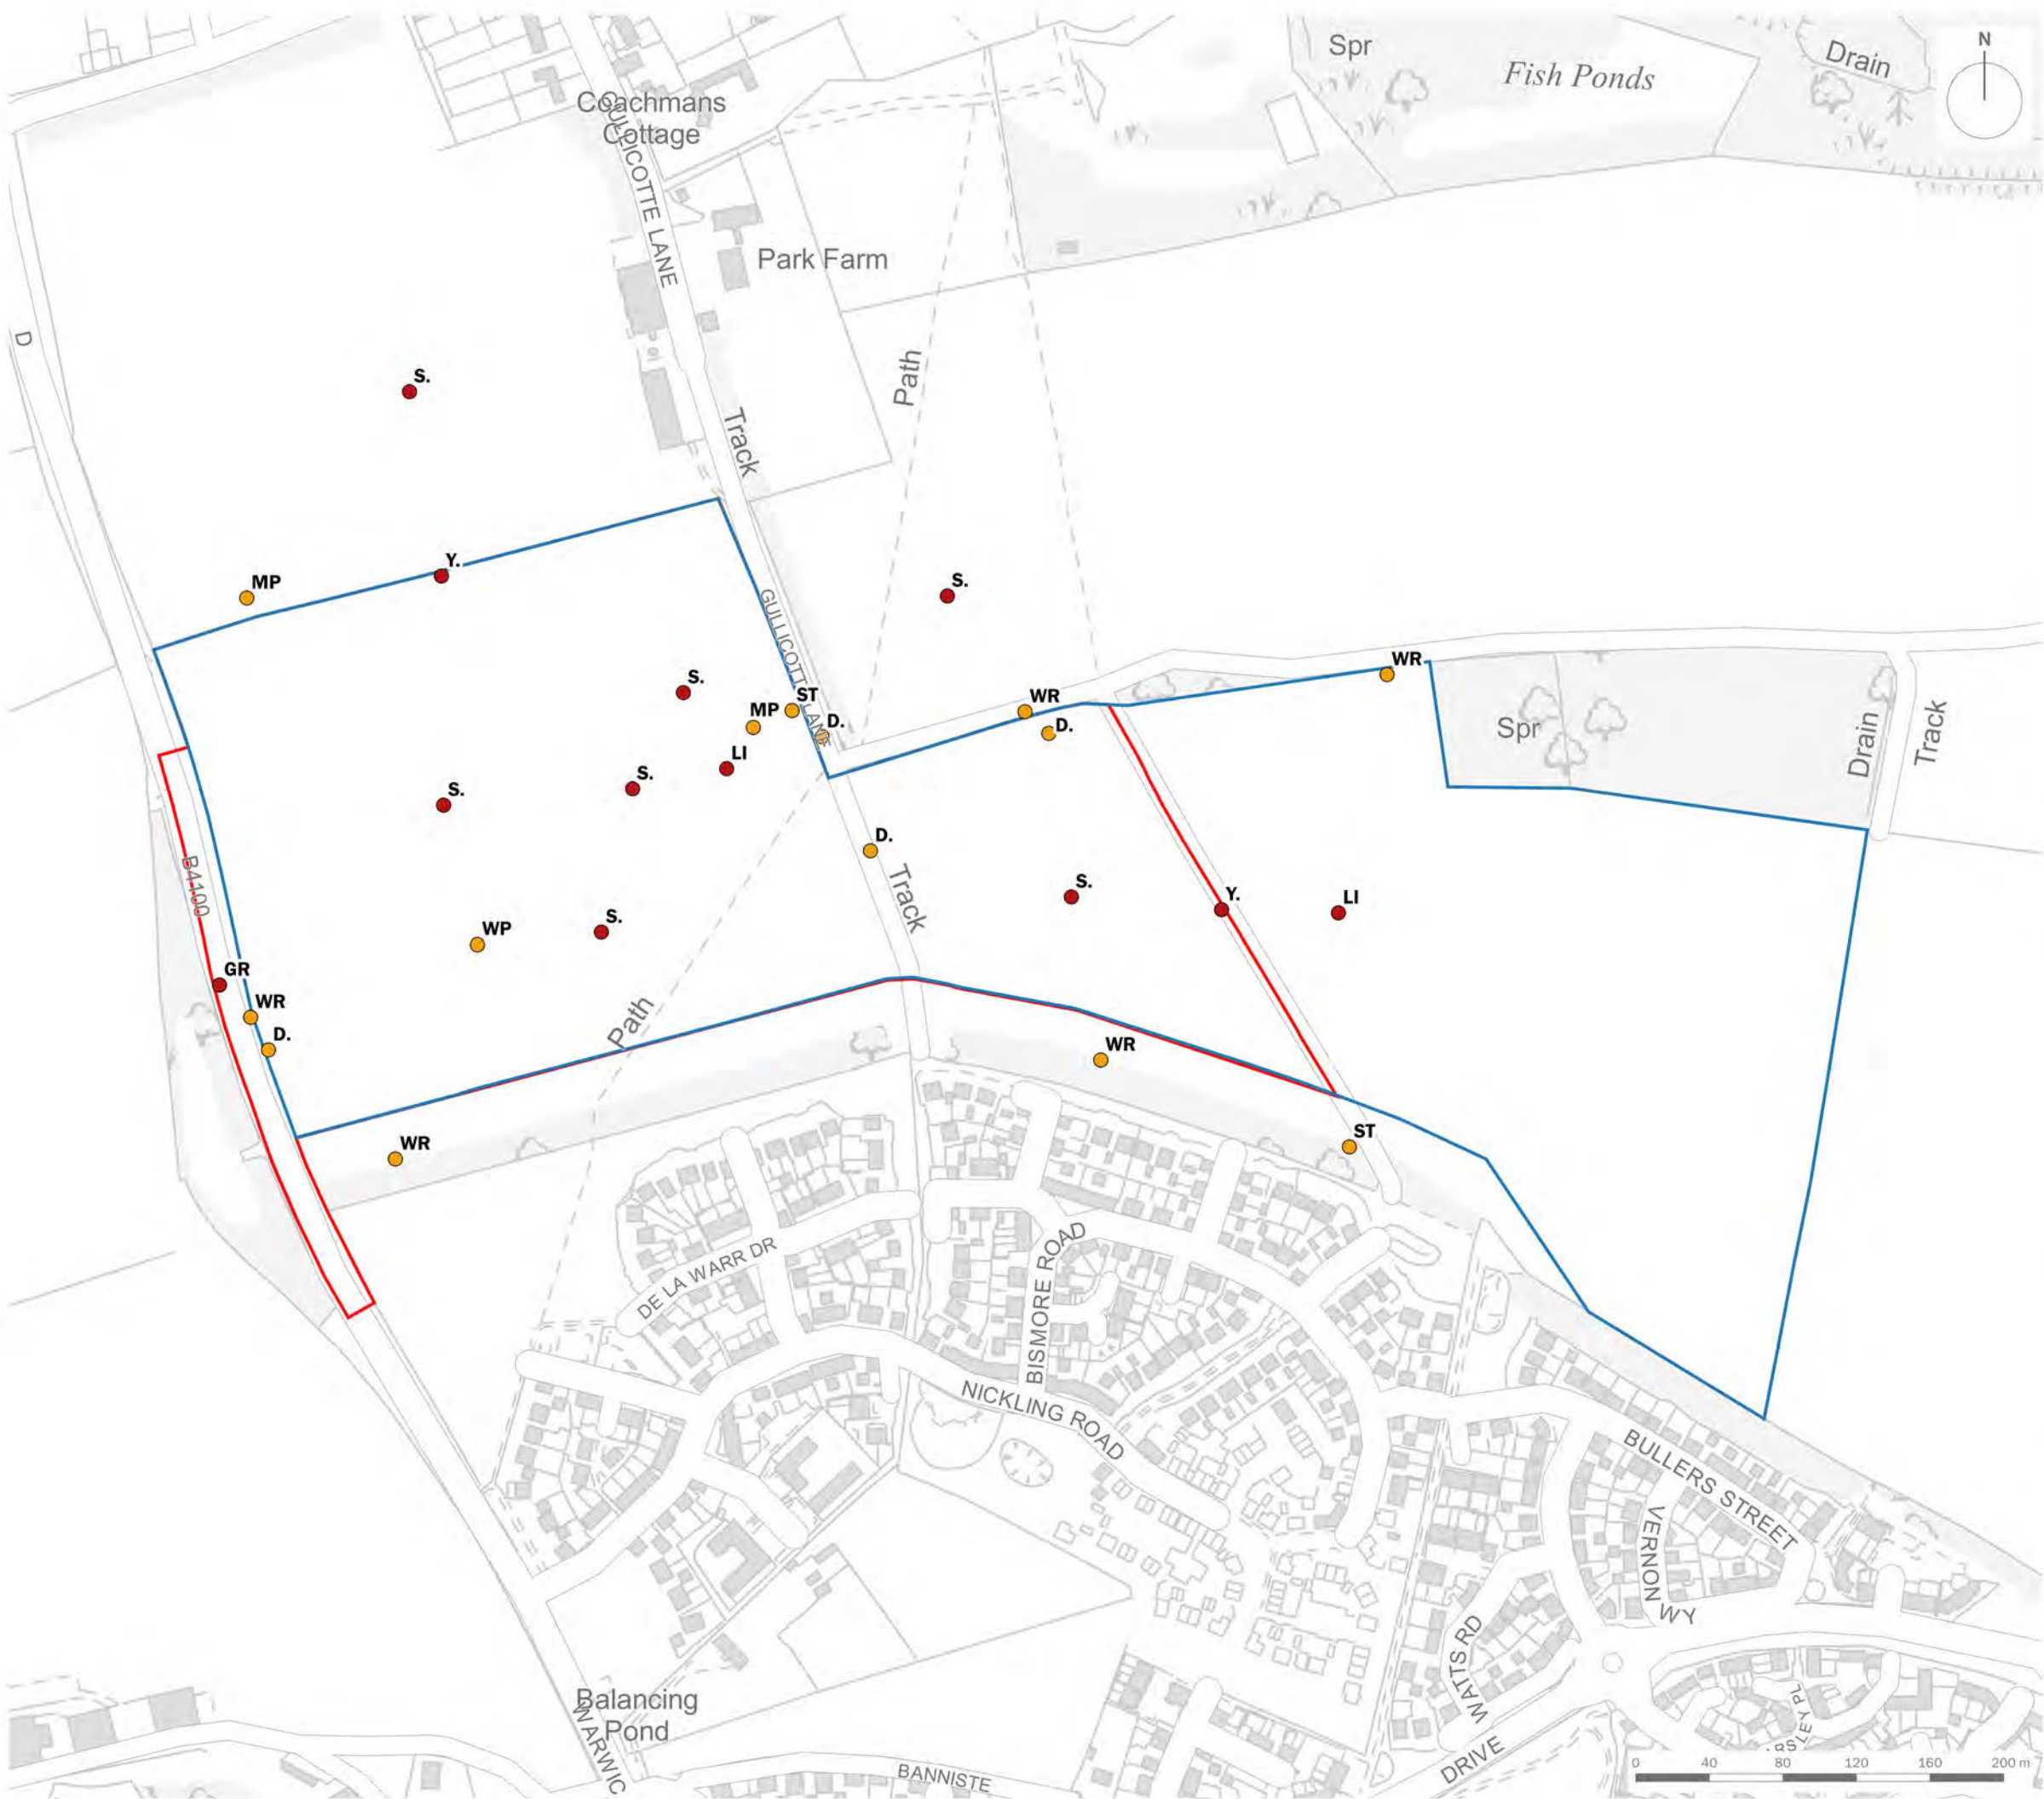 Spr
Fish Ponds
Drain
N
Coachmans
Cottage
GULLICOTTE LANE
Park Farm
D
Path
S.
Track
Y.
MP
S.
GULLICOTTE LANE
WR
S.
ST
WR
MP
D.
D.
Spr
Drain
Track
LI
S.
S.
D.
B4100
Track
S.
Y.
LI
S.
WP
GR
WR
Path
D.
WR
ST
WR
DE LA WARR DR
BISMORE ROAD
NICKLING ROAD
BULLERS STREET
VERNON
WY
WATTS RD
Balancing
Pond
WARWIC
RSLEY PL
DRIVE
BANNISTE
0 40 80 120 160 200 m